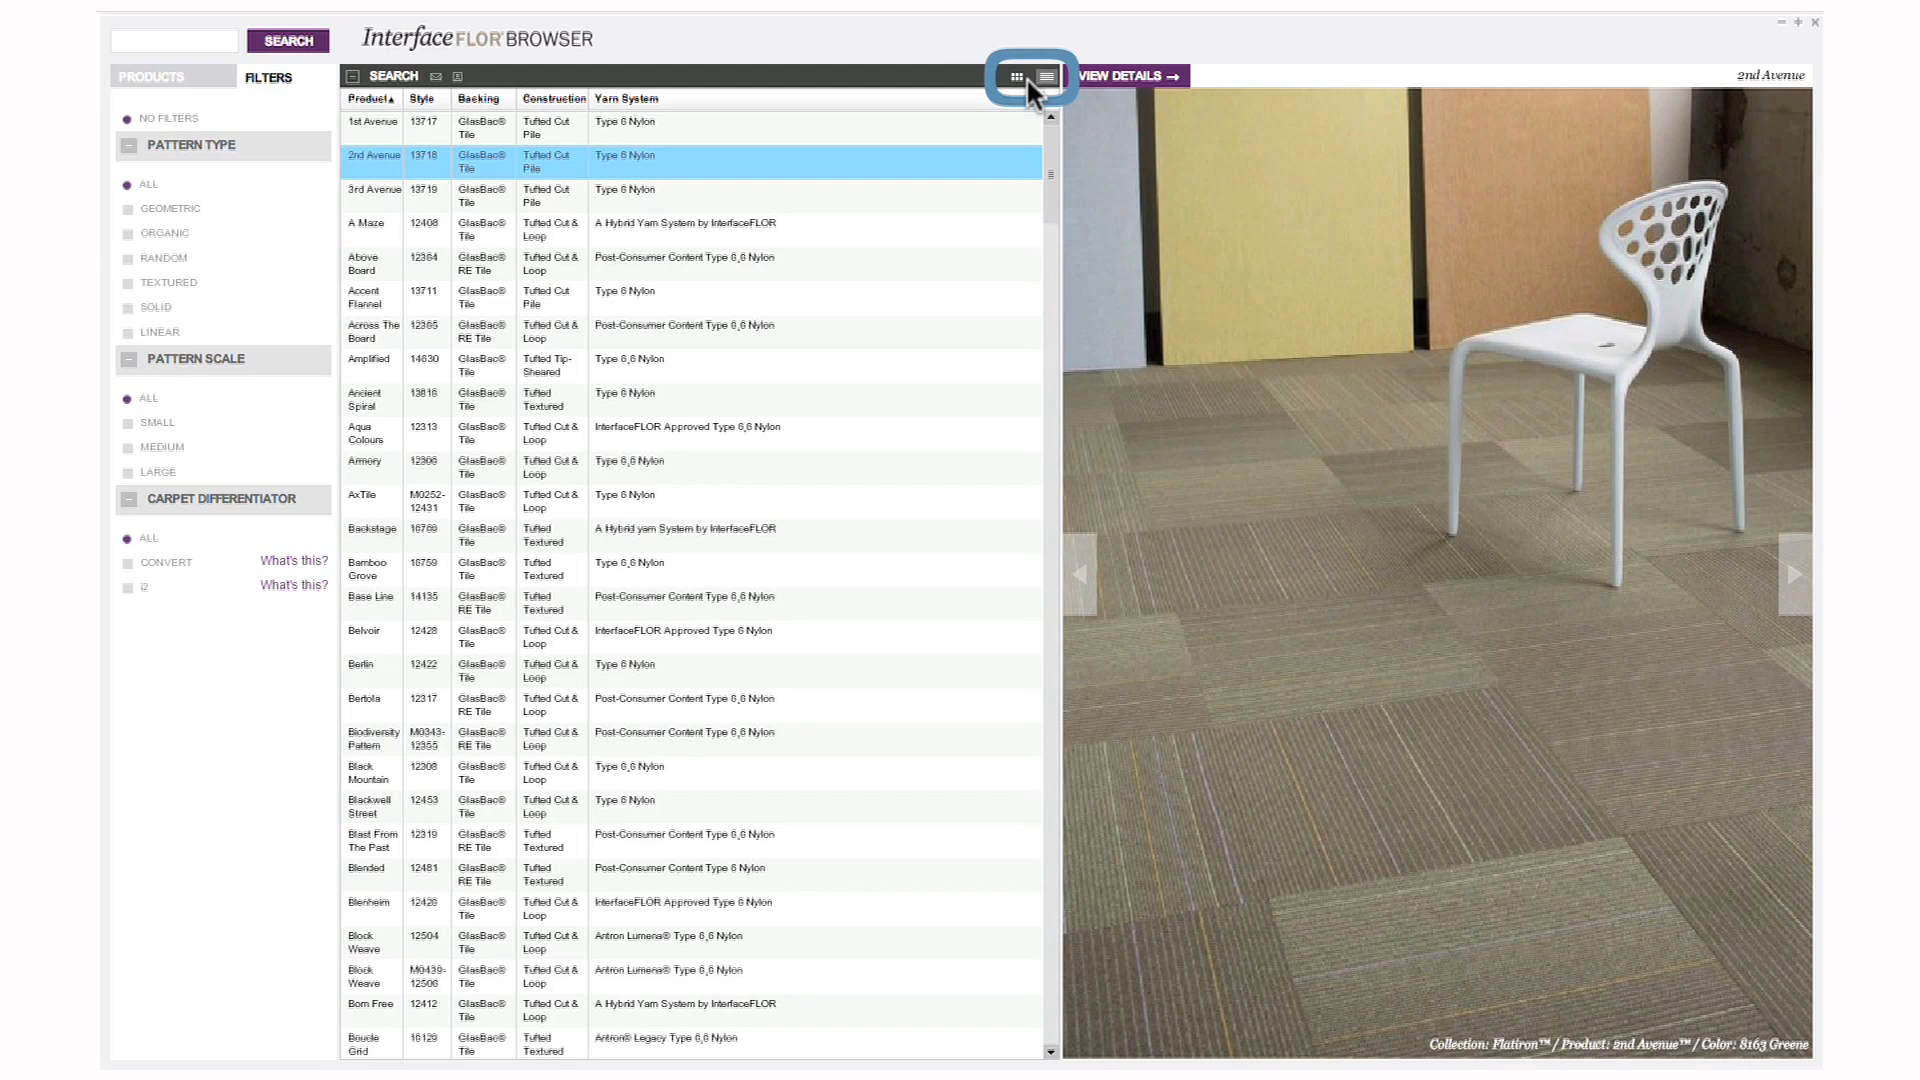 SEARCH
Interface FLOR® BROWSER
PRODUCTS
FILTERS
SEARCH
VIEW DETAILS →
2nd Avenue
NO FILTERS
PATTERN TYPE
ALL
GEOMETRIC
ORGANIC
RANDOM
TEXTURED
SOLID
LINEAR
PATTERN SCALE
ALL
SMALL
MEDIUM
LARGE
CARPET DIFFERENTIATOR
ALL
CONVERT What's this?
i2 What's this?
Product▲ Style Backing Construction Yarn System
1st Avenue 13717 GlasBac® Tufted Cut Type 6 Nylon
Tile Pile
2nd Avenue 13718 GlasBac® Tufted Cut Type 6 Nylon
Tile Pile
3rd Avenue 13719 GlasBac® Tufted Cut Type 6 Nylon
Tile Pile
A Maze 12408 GlasBac® Tufted Cut & A Hybrid Yarn System by InterfaceFLOR
Tile Loop
Above 12364 GlasBac® Tufted Cut & Post-Consumer Content Type 6,6 Nylon
Board RE Tile Loop
Accent 13711 GlasBac® Tufted Cut Type 6 Nylon
Flannel Tile Pile
Across The 12365 GlasBac® Tufted Cut & Post-Consumer Content Type 6,6 Nylon
Board RE Tile Loop
Amplified 14630 GlasBac® Tufted Tip- Type 6,6 Nylon
Tile Sheared
Ancient 13816 GlasBac® Tufted Type 6 Nylon
Spiral Tile Textured
Aqua 12313 GlasBac® Tufted Cut & InterfaceFLOR Approved Type 6,6 Nylon
Colours Tile Loop
Armory 12306 GlasBac® Tufted Cut & Type 6,6 Nylon
Tile Loop
AxTile M0252- GlasBac® Tufted Cut & Type 6 Nylon
12431 Tile Loop
Backstage 16769 GlasBac® Tufted A Hybrid yarn System by InterfaceFLOR
Tile Textured
Bamboo 16759 GlasBac® Tufted Type 6,6 Nylon
Grove Tile Textured
Base Line 14135 GlasBac® Tufted Post-Consumer Content Type 6,6 Nylon
RE Tile Textured
Belvoir 12428 GlasBac® Tufted Cut & InterfaceFLOR Approved Type 6 Nylon
Tile Loop
Berlin 12422 GlasBac® Tufted Cut & Type 6 Nylon
Tile Loop
Bertola 12317 GlasBac® Tufted Cut & Post-Consumer Content Type 6,6 Nylon
RE Tile Loop
Biodiversity M0343- GlasBac® Tufted Cut & Post-Consumer Content Type 6,6 Nylon
Pattern 12355 RE Tile Loop
Black 12308 GlasBac® Tufted Cut & Type 6,6 Nylon
Mountain Tile Loop
Blackwell 12453 GlasBac® Tufted Cut & Type 6 Nylon
Street Tile Loop
Blast From 12319 GlasBac® Tufted Post-Consumer Content Type 6,6 Nylon
The Past RE Tile Textured
Blended 12481 GlasBac® Tufted Post-Consumer Content Type 6 Nylon
RE Tile Textured
Blenheim 12426 GlasBac® Tufted Cut & InterfaceFLOR Approved Type 6 Nylon
Tile Loop
Block 12504 GlasBac® Tufted Cut & Antron Lumena® Type 6,6 Nylon
Weave Tile Loop
Block M0439- GlasBac® Tufted Cut & Antron Lumena® Type 6,6 Nylon
Weave 12506 Tile Loop
Born Free 12412 GlasBac® Tufted Cut & A Hybrid Yarn System by InterfaceFLOR
Tile Loop
Boucle 16129 GlasBac® Tufted Antron® Legacy Type 6,6 Nylon
Grid Tile Textured
Collection: Flatiron™ / Product: 2nd Avenue™ / Color: 8163 Greene